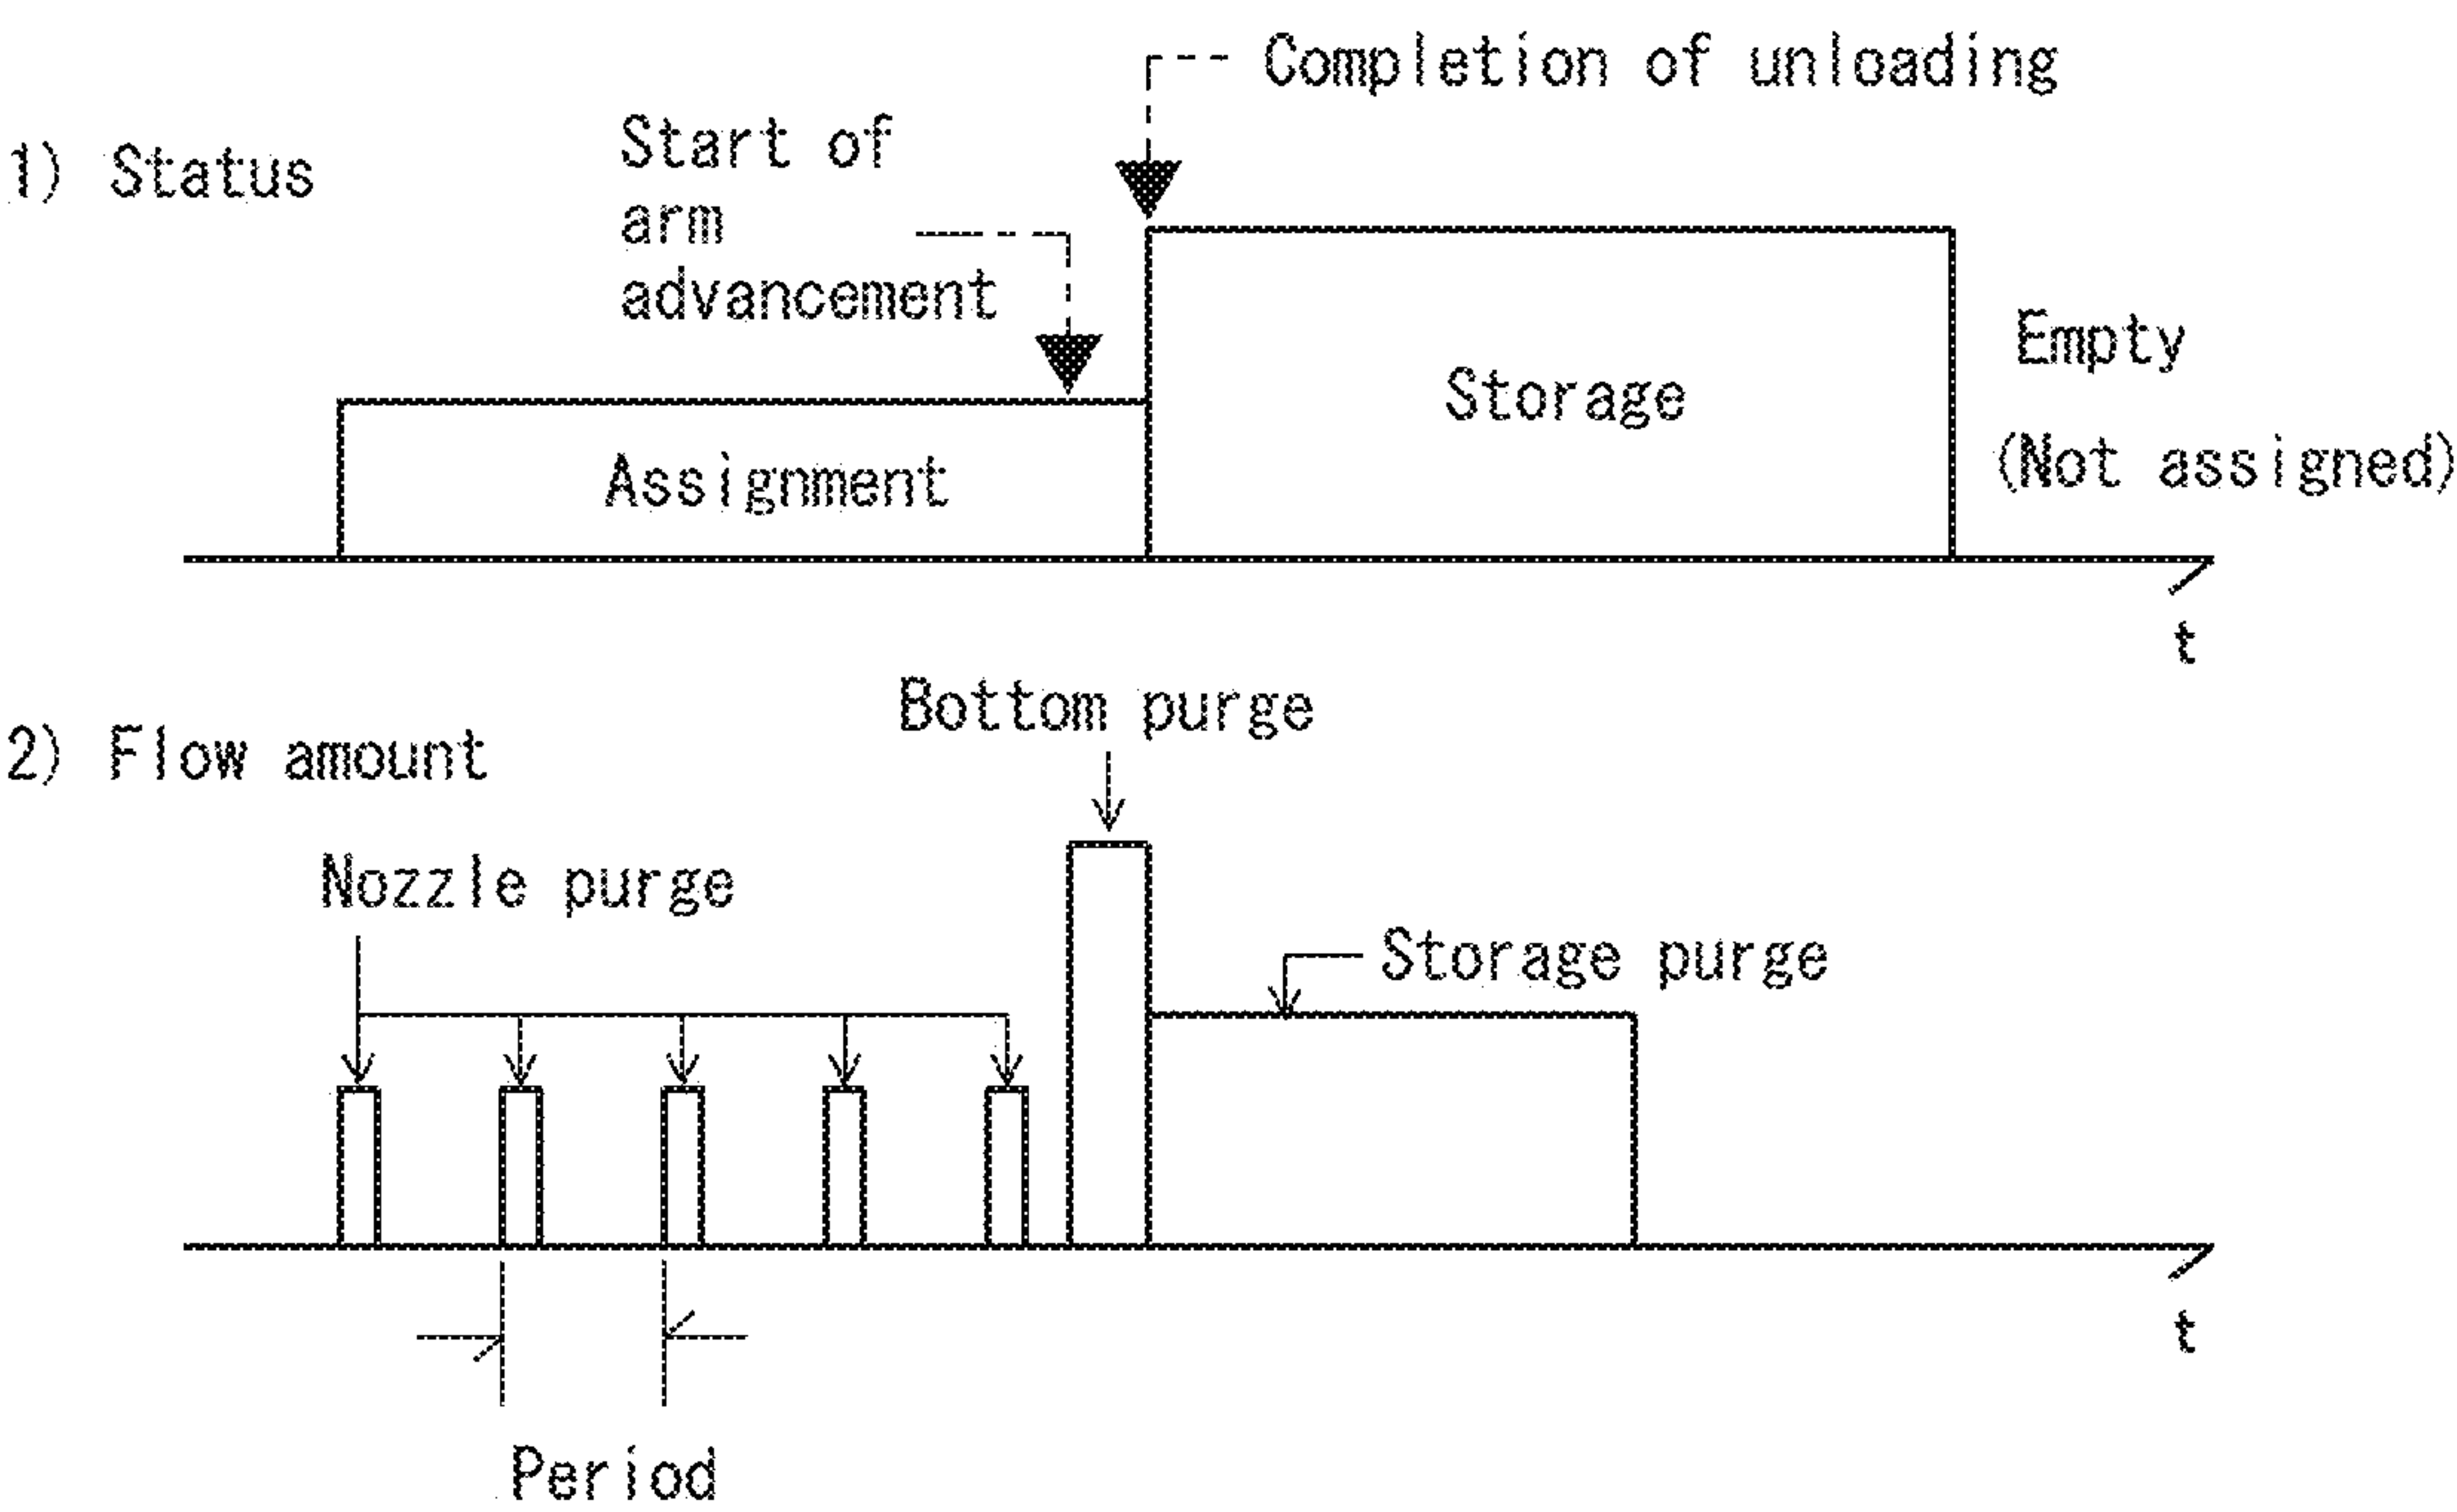 Completion of unloading
1) Status
Start of
arm
advancement
Empty
(Not assigned)
Storage
Assignment
t
Bottom purge
2) Flow amount
Nozzle purge
Storage purge
t
Period